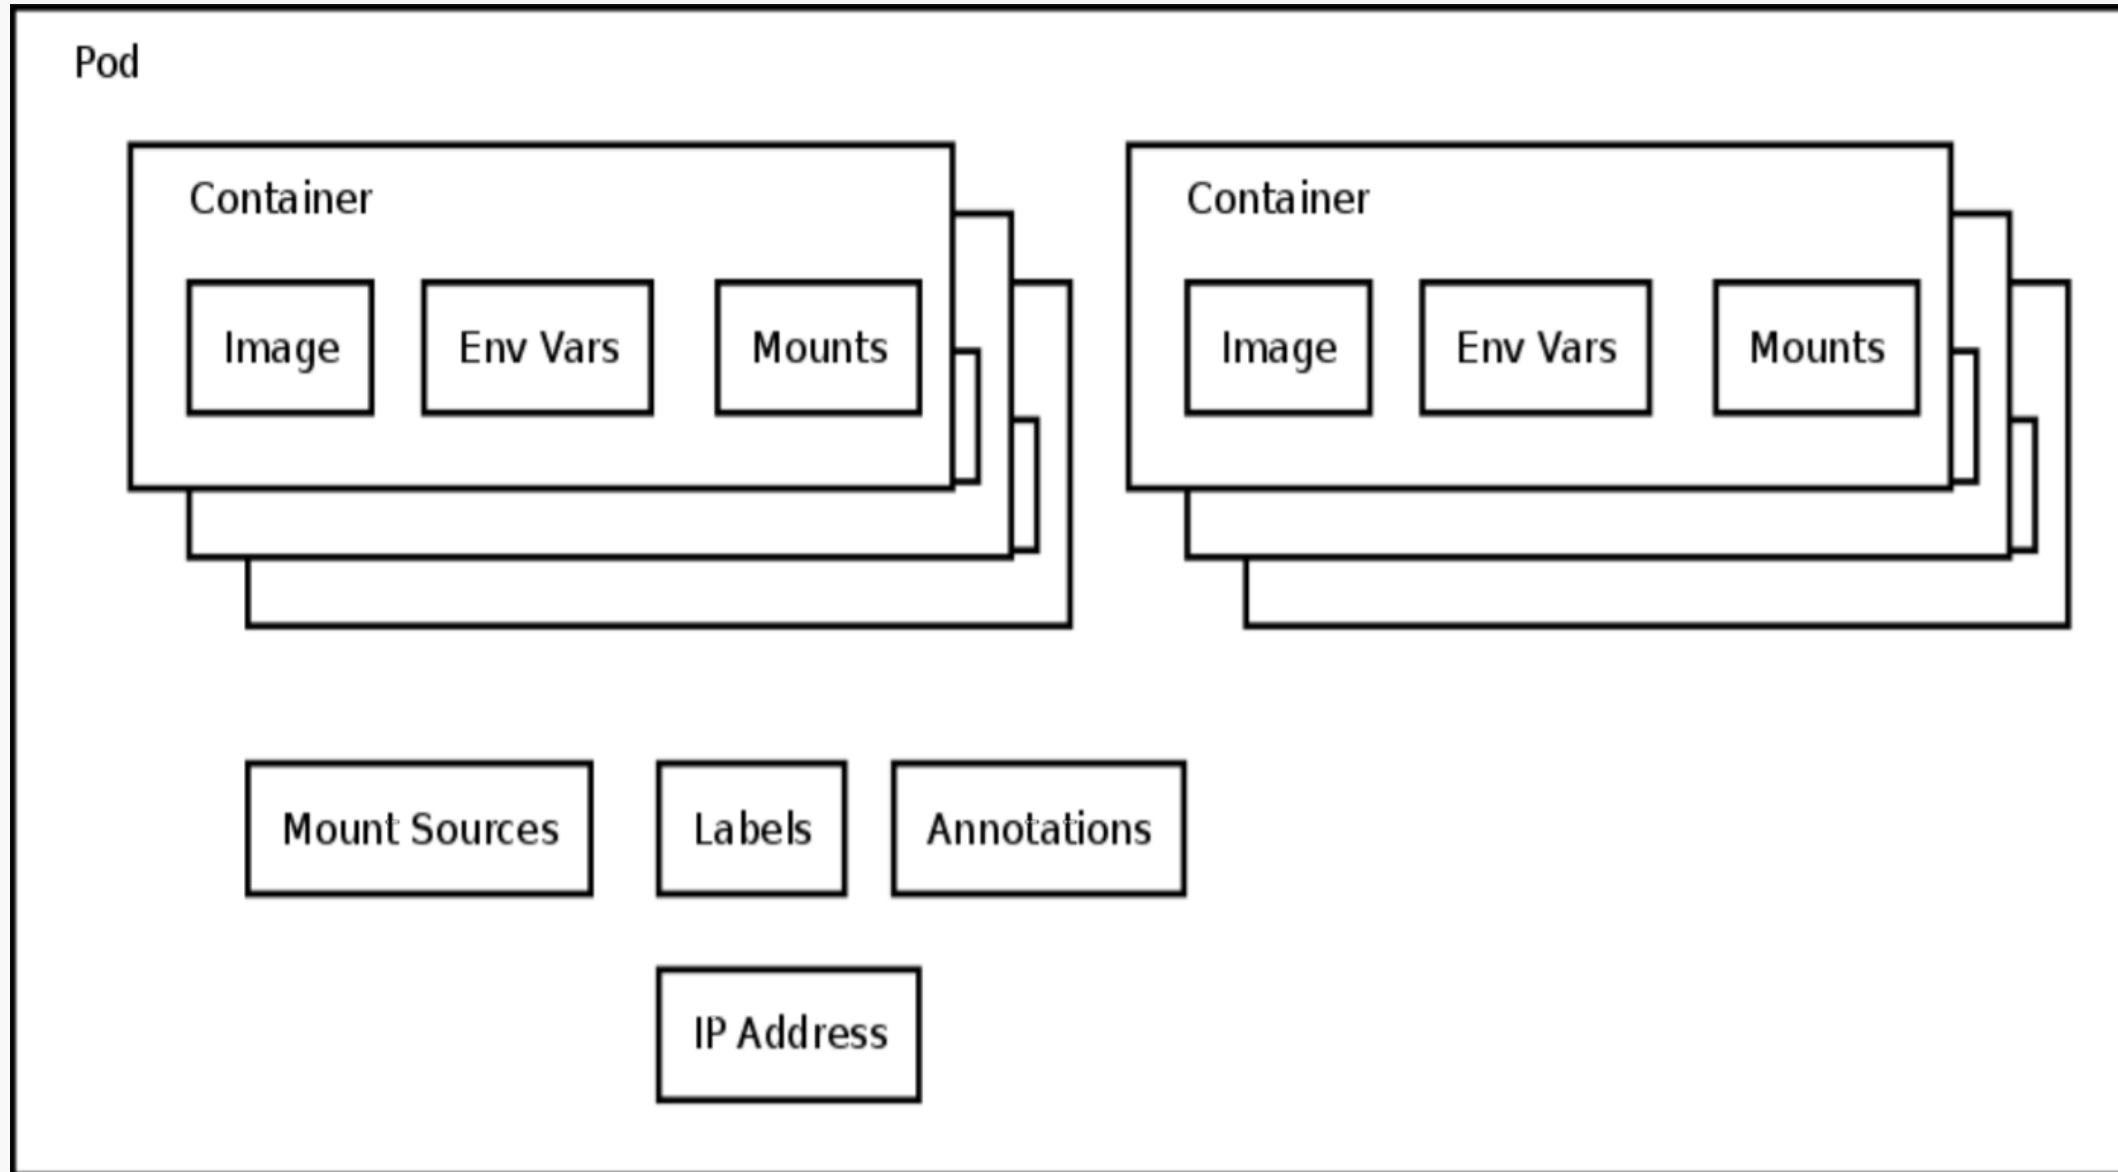 Pod
Container
Container
Image
Env Vars
Mounts
Image
Env Vars
Mounts
Mount Sources
Labels
Annotations
IP Address